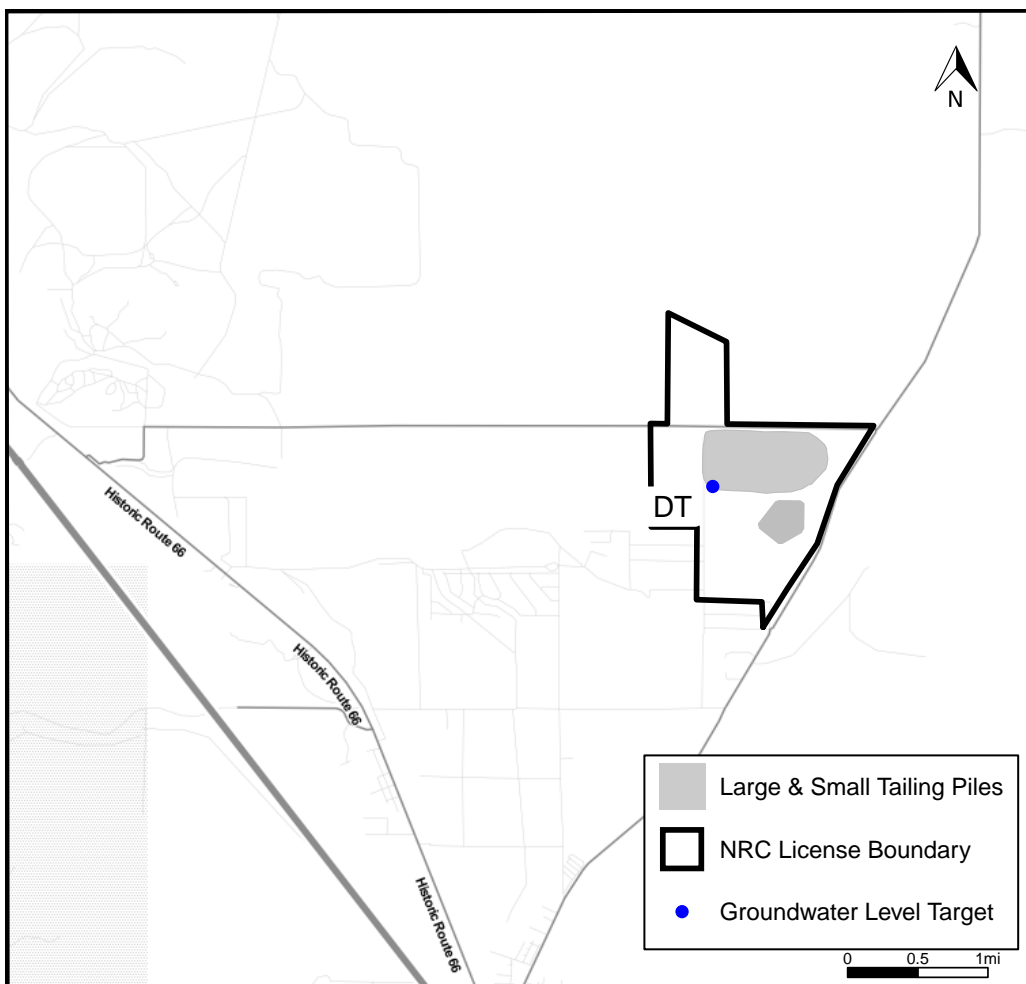 N
DT
Historic Route 66
Historic Route 66
Historic Route 66
Large & Small Tailing Piles
NRC License Boundary
Groundwater Level Target
0 0.5 1mi